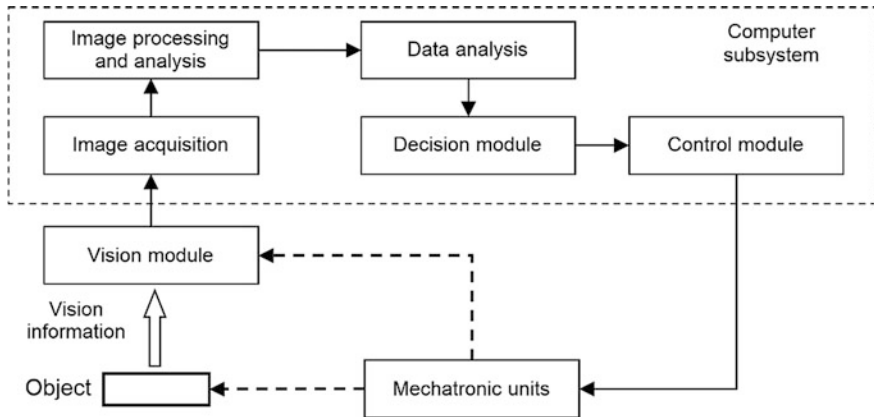 Image processing
and analysis
Data analysis
Computer
subsystem
Image acquisition
Decision module
Control module
Vision module
Vision
information
Object
Mechatronic units